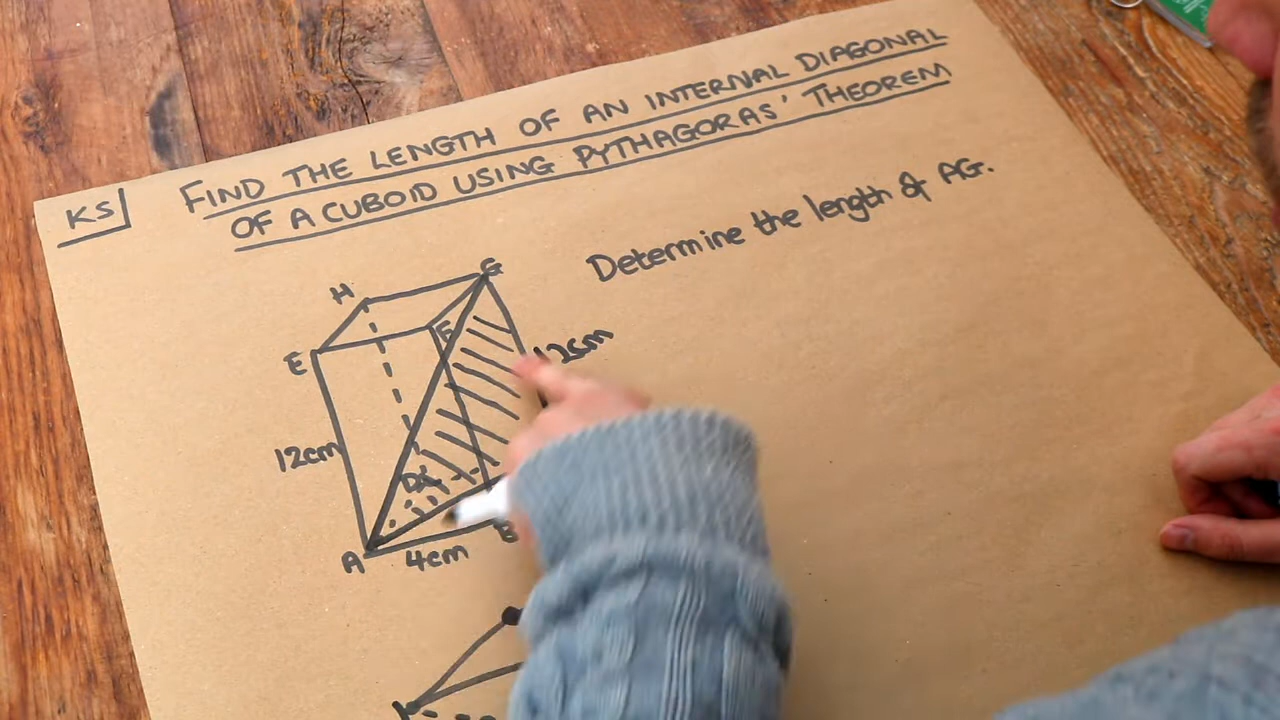 KS
FIND THE LENGTH OF AN INTERNAL DIAGONAL
OF A CUBOID USING PYTHAGORAS' THEOREM
Determine the length of AG.
H
G
E
F
12cm
12cm
D
A
4cm
B